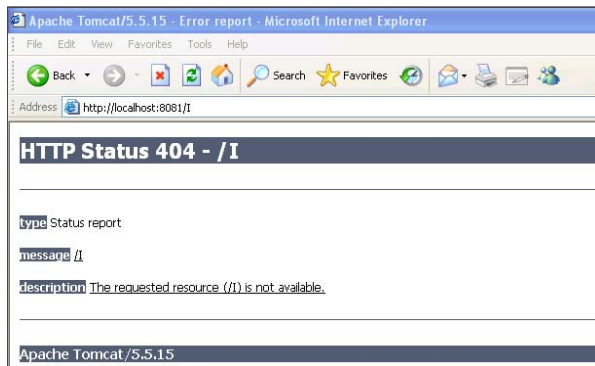 Apache Tomcat/5.5.15 - Error report - Microsoft Internet Explorer
File Edit View Favorites Tools Help
Back Search Favorites
Address http://localhost:8081/I
HTTP Status 404 - /I
type Status report
message /I
description The requested resource (/I) is not available.
Apache Tomcat/5.5.15